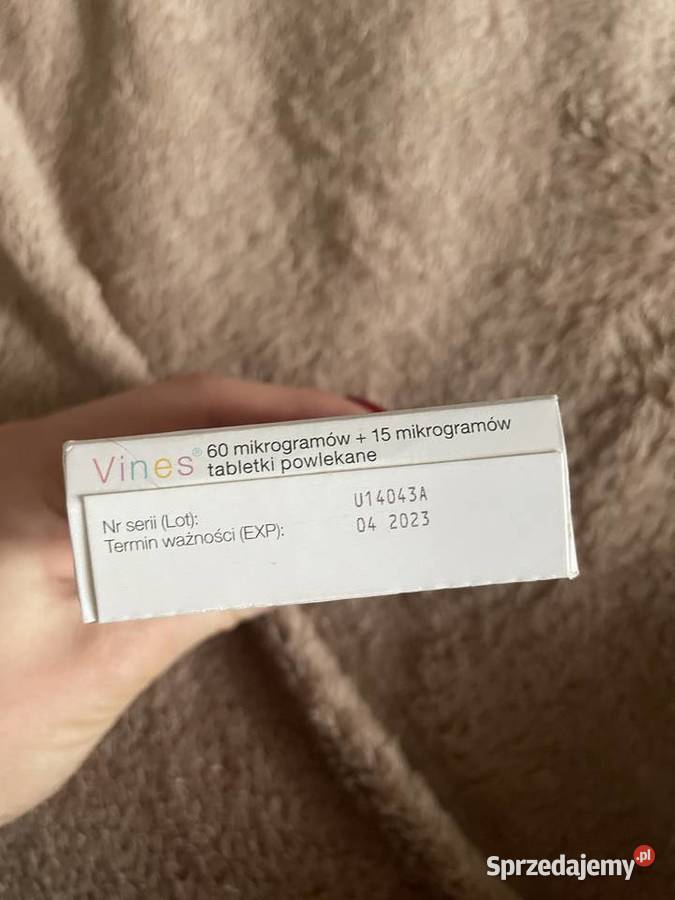 Vines® 60 mikrogramów + 15 mikrogramów
tabletki powlekane
Nr serii (Lot): U14043A
Termin ważności (EXP): 04 2023
Sprzedajemy.pl